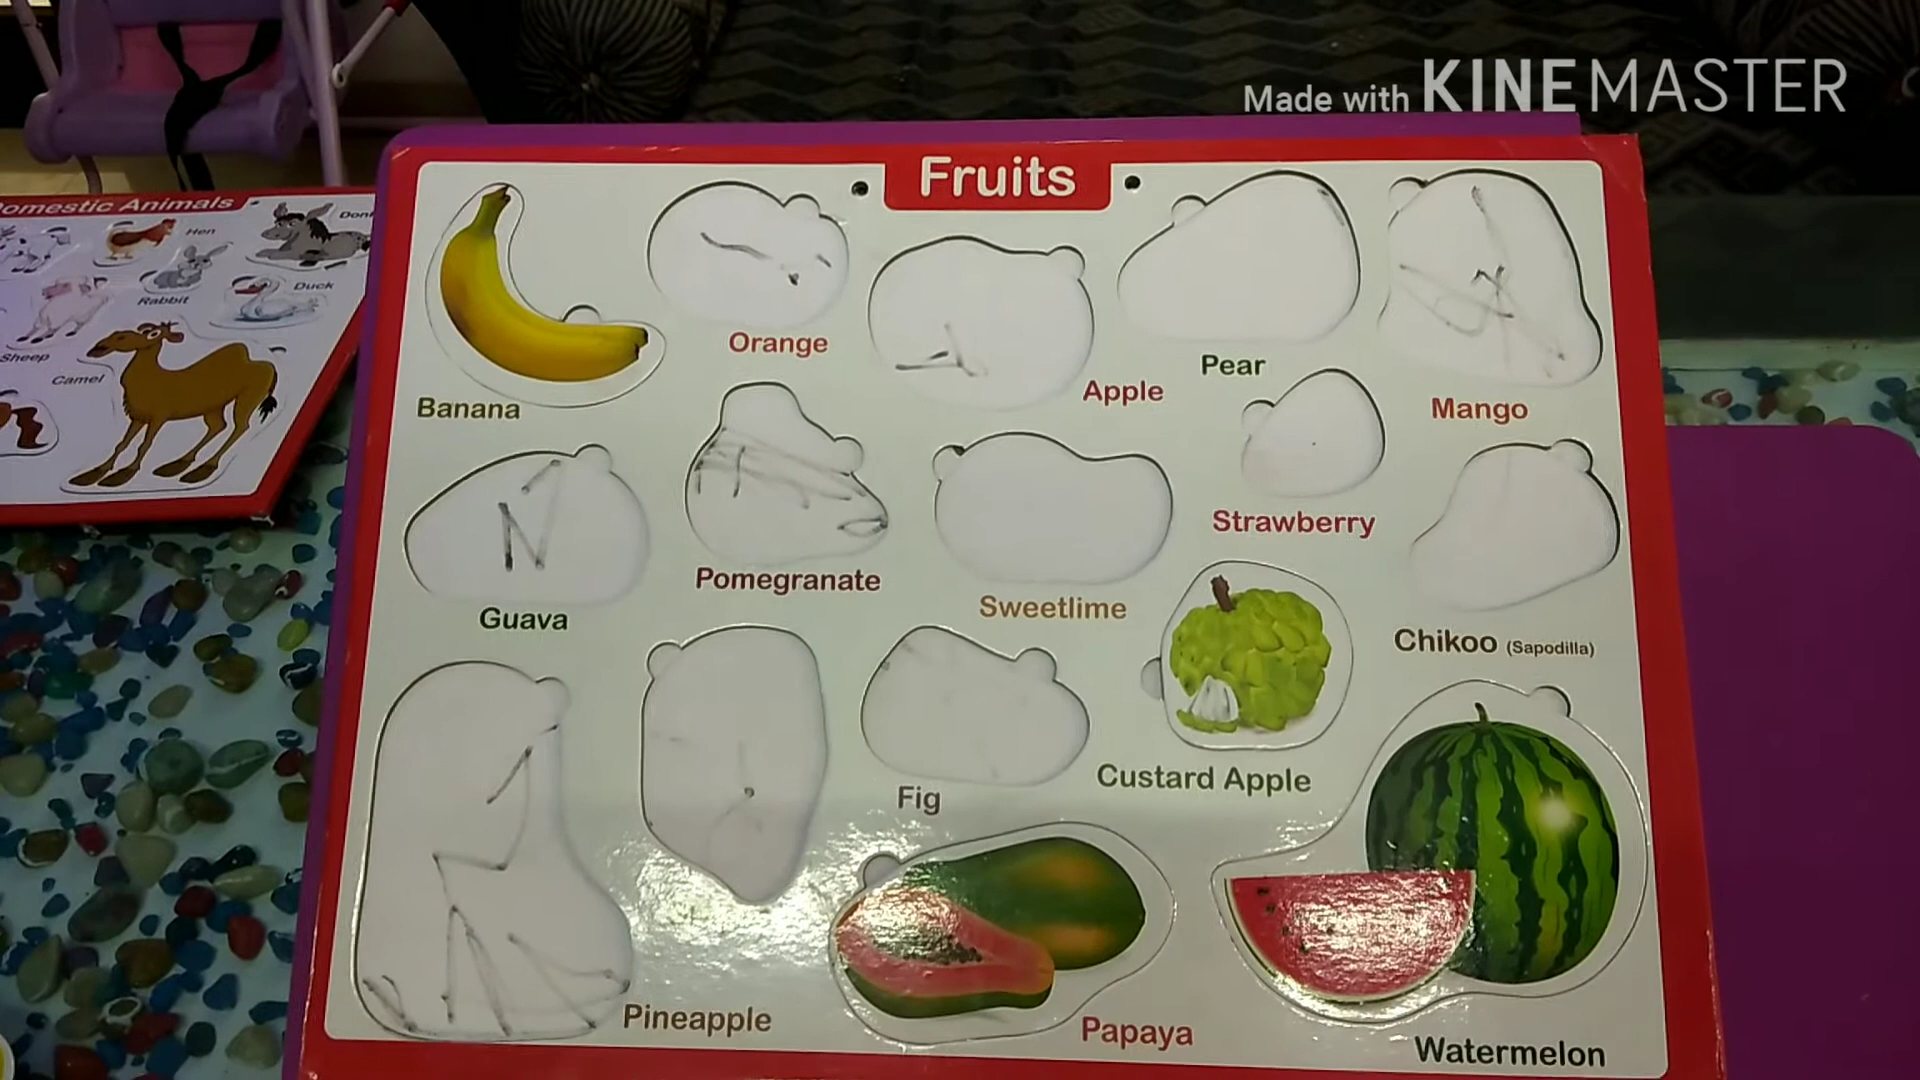 Made with KINEMASTER
Fruits
Domestic Animals
Hen
Rabbit
Duck
Sheep
Camel
Banana
Orange
Apple
Pear
Mango
Guava
Pomegranate
Sweetlime
Strawberry
Chikoo (Sapodilla)
Fig
Custard Apple
Pineapple
Papaya
Watermelon